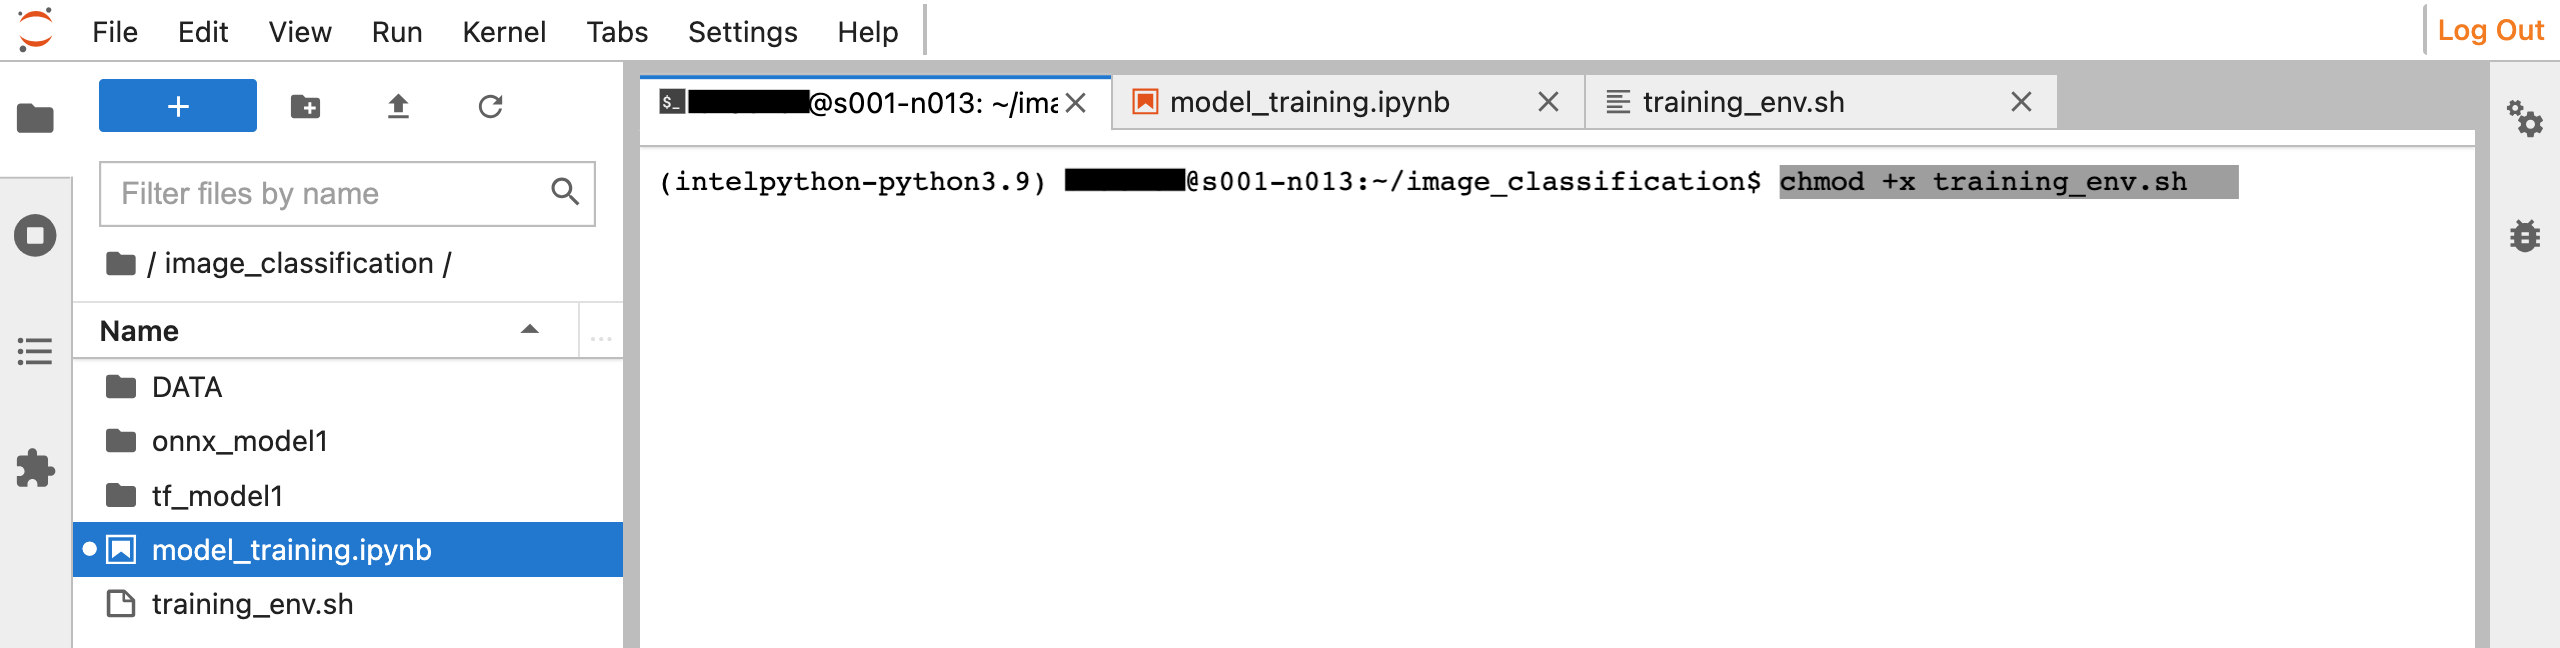 File Edit View Run Kernel Tabs Settings Help Log Out
+
$_ @s001-n013: ~/ima model_training.ipynb training_env.sh
Filter files by name
(intelpython-python3.9) @s001-n013:~/image_classification$ chmod +x training_env.sh
/ image_classification /
Name ...
DATA
onnx_model1
tf_model1
model_training.ipynb
training_env.sh